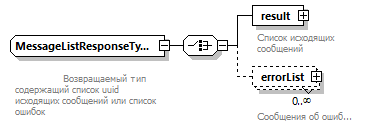 MessageListResponseTy...
Возвращаемый тип
содержащий список uuid
исходящих сообщений или список
ошибок
result
Список исходящих
сообщений
errorList
0..∞
Сообщения об ошиб...